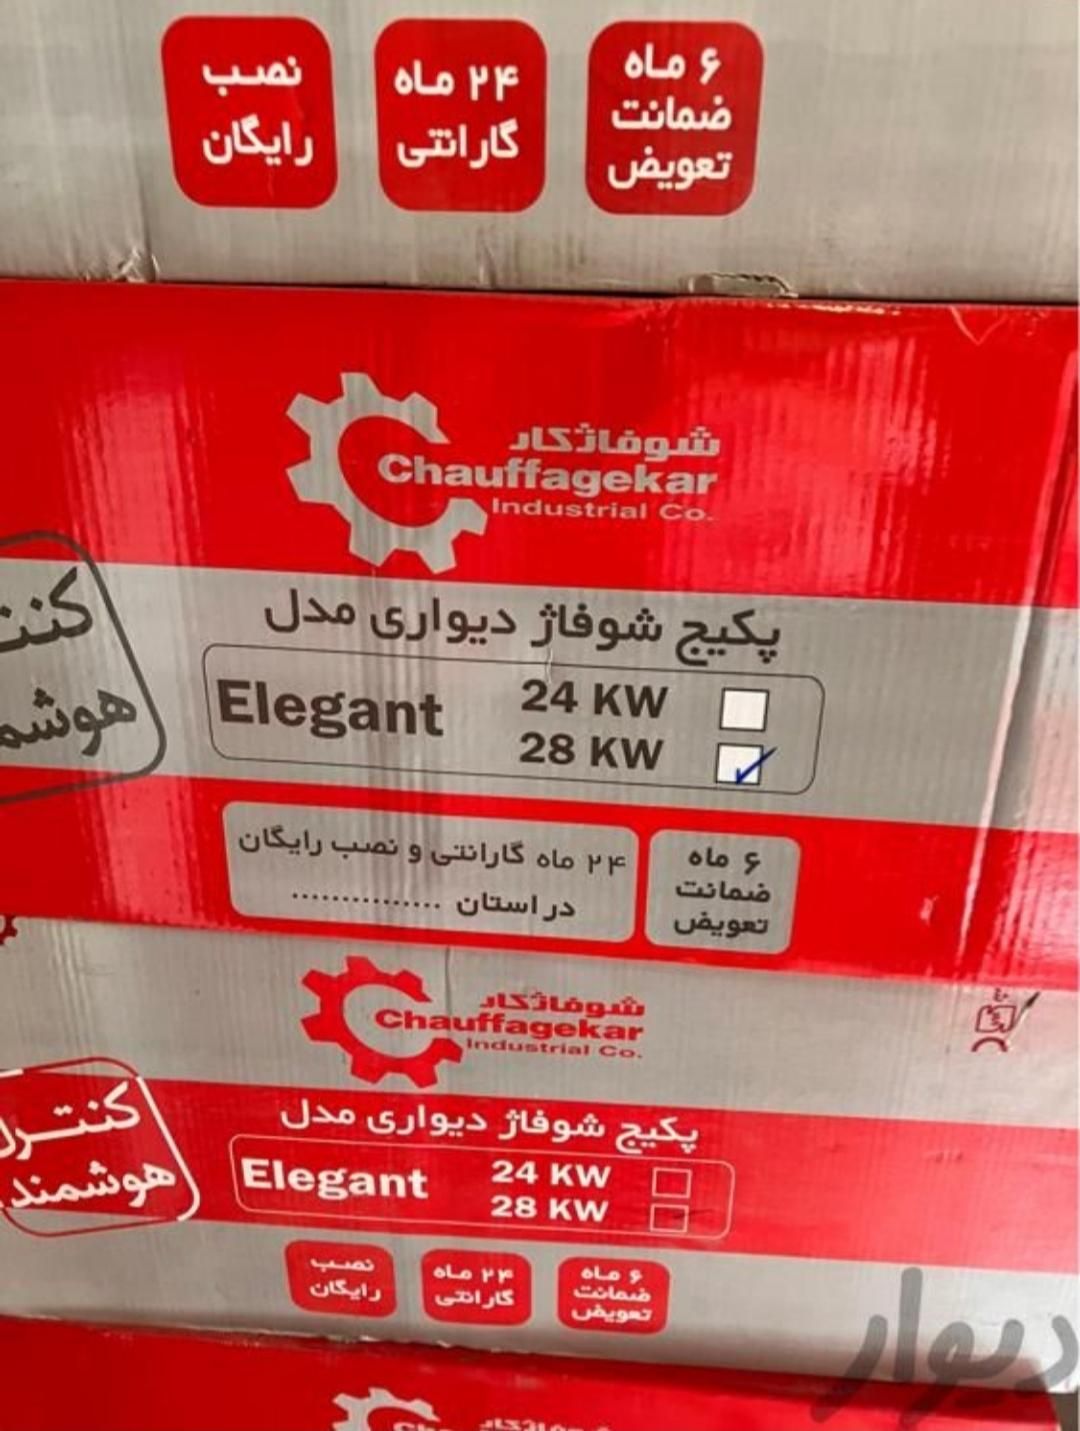 نصب
رایگان
۲۴ ماه
گارانتی
۶ ماه
ضمانت
تعویض
شوفاژکار
Chauffagekar
Industrial Co.
پکیج شوفاژ دیواری مدل
Elegant
24 KW
28 KW
۲۴ ماه گارانتی و نصب رایگان
در استان ...............
۶ ماه
ضمانت
تعویض
شوفاژکار
Chauffagekar
Industrial Co.
کنترل
هوشمند
پکیج شوفاژ دیواری مدل
Elegant
24 KW
28 KW
نصب
رایگان
۲۴ ماه
گارانتی
۶ ماه
ضمانت
تعویض
دیوار